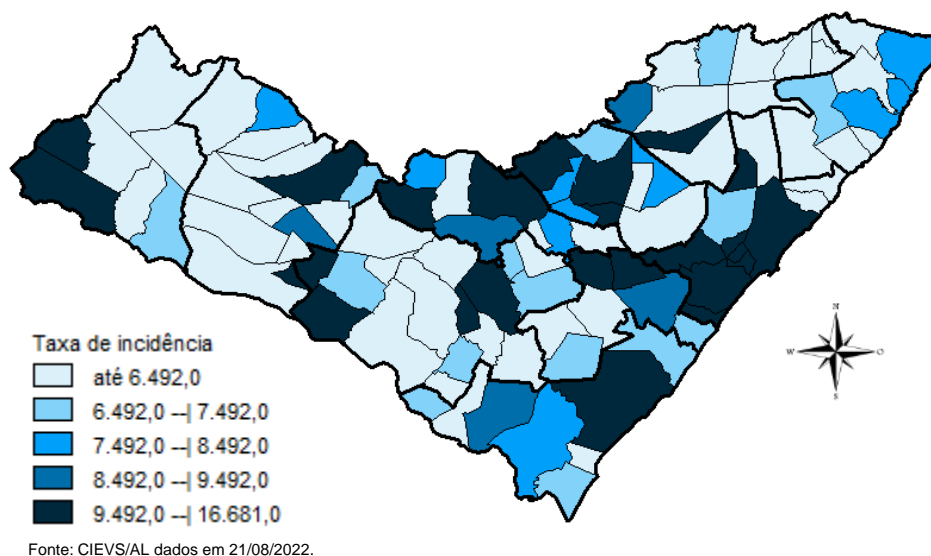 N
W O
S
Taxa de incidência
até 6.492,0
6.492,0 --| 7.492,0
7.492,0 --| 8.492,0
8.492,0 --| 9.492,0
9.492,0 --| 16.681,0
Fonte: CIEVS/AL dados em 21/08/2022.